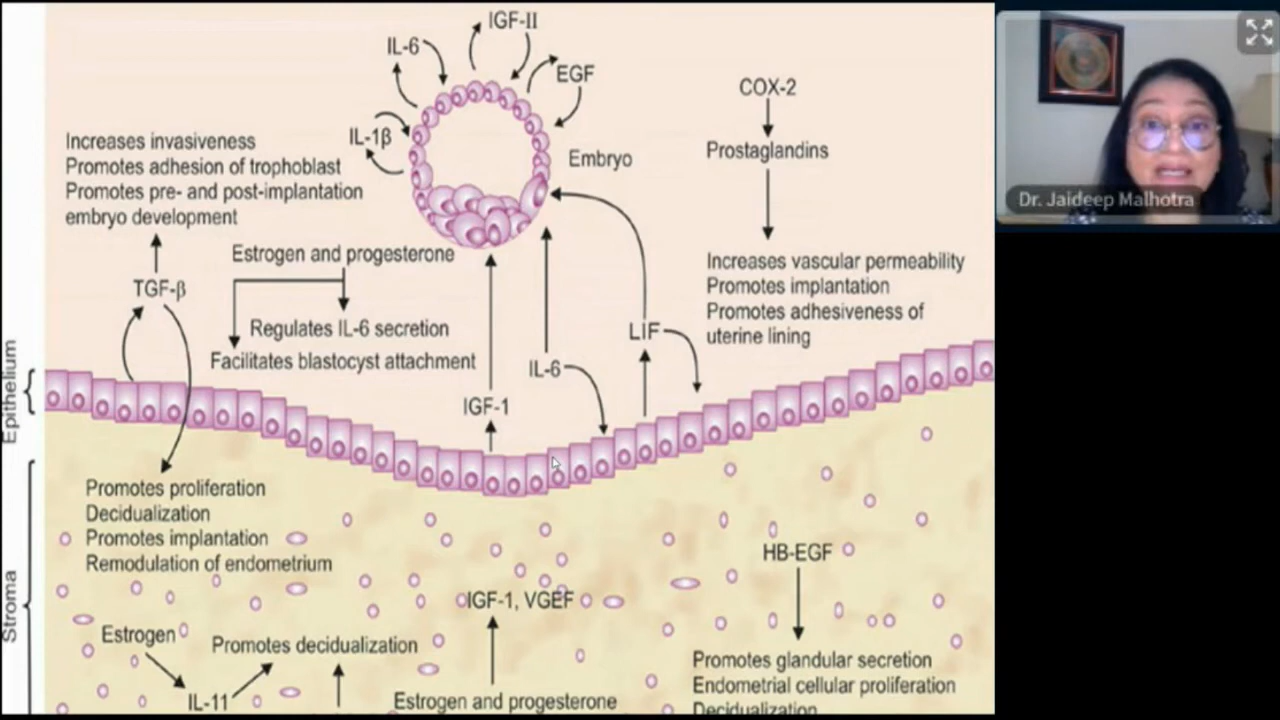 IGF-II
IL-6
EGF
IL-1β
Embryo
COX-2
Prostaglandins
Increases vascular permeability
Promotes implantation
Promotes adhesiveness of
uterine lining
Increases invasiveness
Promotes adhesion of trophoblast
Promotes pre- and post-implantation
embryo development
TGF-β
Estrogen and progesterone
Regulates IL-6 secretion
Facilitates blastocyst attachment
LIF
IL-6
IGF-1
Epithelium
Stroma
Promotes proliferation
Decidualization
Promotes implantation
Remodulation of endometrium
Estrogen
IL-11
Promotes decidualization
IGF-1, VGEF
Estrogen and progesterone
HB-EGF
Promotes glandular secretion
Endometrial cellular proliferation
Decidualization
Dr. Jaideep Malhotra